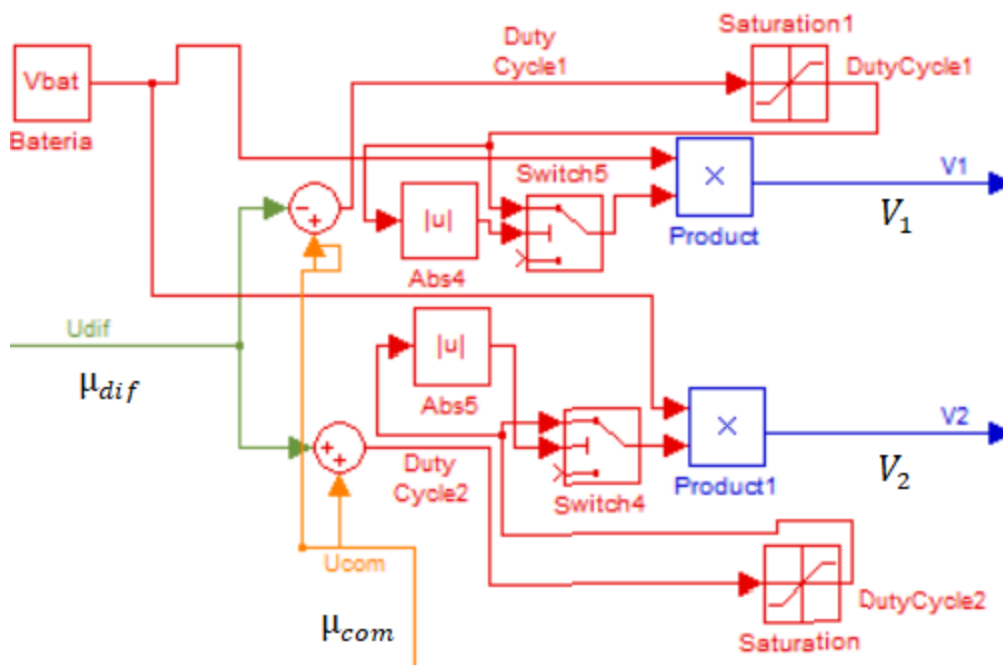 Saturation1
Duty
Cycle1
DutyCycle1
Vbat
Bateria
Switch5
V1
V₁
|u|
×
Product
Abs4
Udif
μdif
|u|
Abs5
V2
V₂
×
Product1
Duty
Cycle2
Switch4
Ucom
μcom
DutyCycle2
Saturation